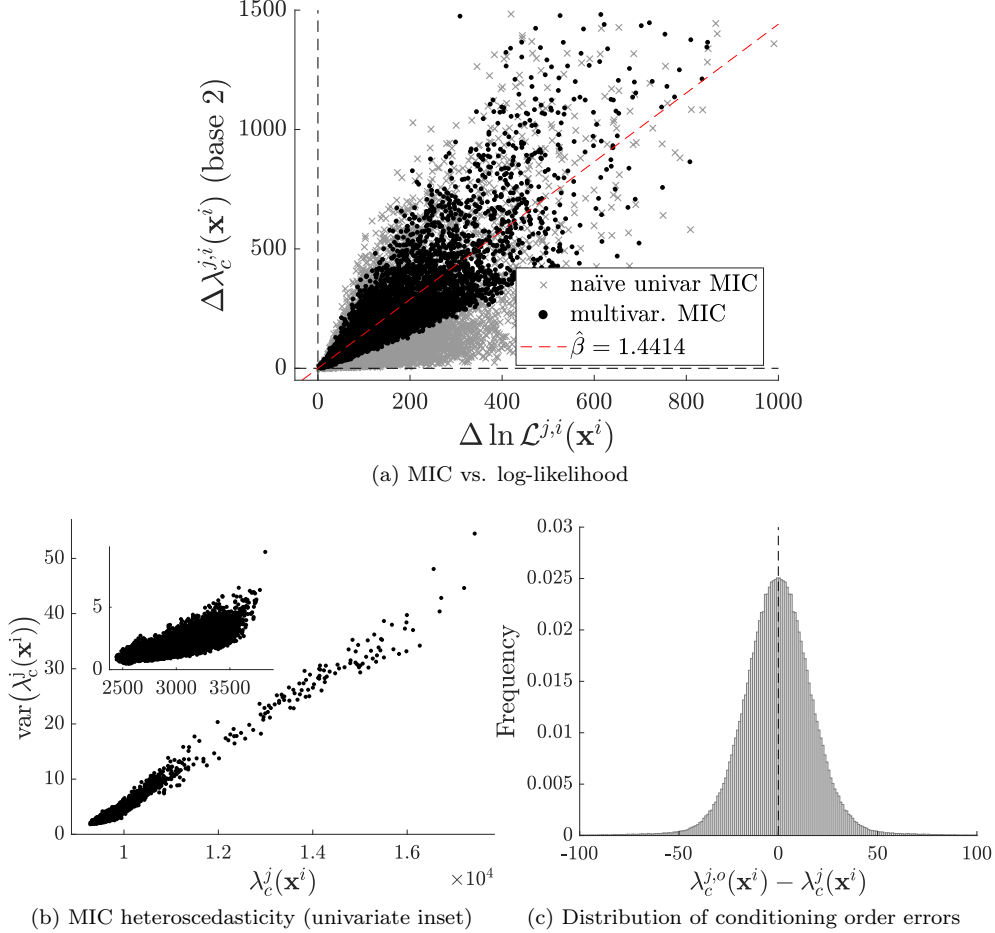 1500
1000
500
0
Δλ_c^{j,i}(x^i) (base 2)
× naïve univar MIC
● multivar. MIC
β̂ = 1.4414
0 200 400 600 800 1000
Δ ln ℒ^{j,i}(x^i)
(a) MIC vs. log-likelihood
50
40
30
20
10
0
var(λ_c^j(x^i))
5
0
2500 3000 3500
1 1.2 1.4 1.6
×10^4
λ_c^j(x^i)
(b) MIC heteroscedasticity (univariate inset)
0.03
0.025
0.02
0.015
0.01
0.005
0
Frequency
-100 -50 0 50 100
λ_c^{j,o}(x^i) − λ_c^j(x^i)
(c) Distribution of conditioning order errors